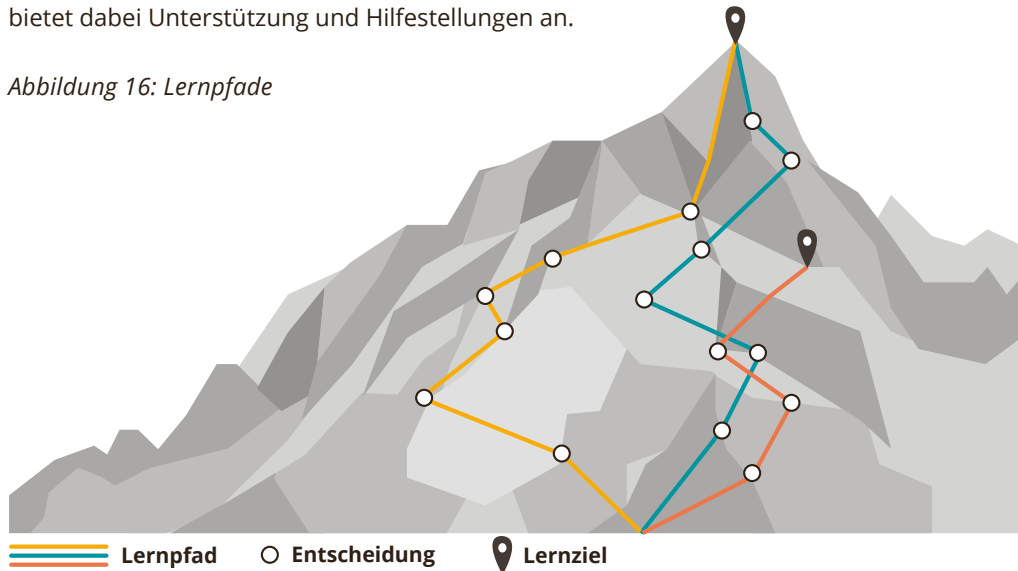 bietet dabei Unterstützung und Hilfestellungen an.
Abbildung 16: Lernpfade
Lernpfad
Entscheidung
Lernziel